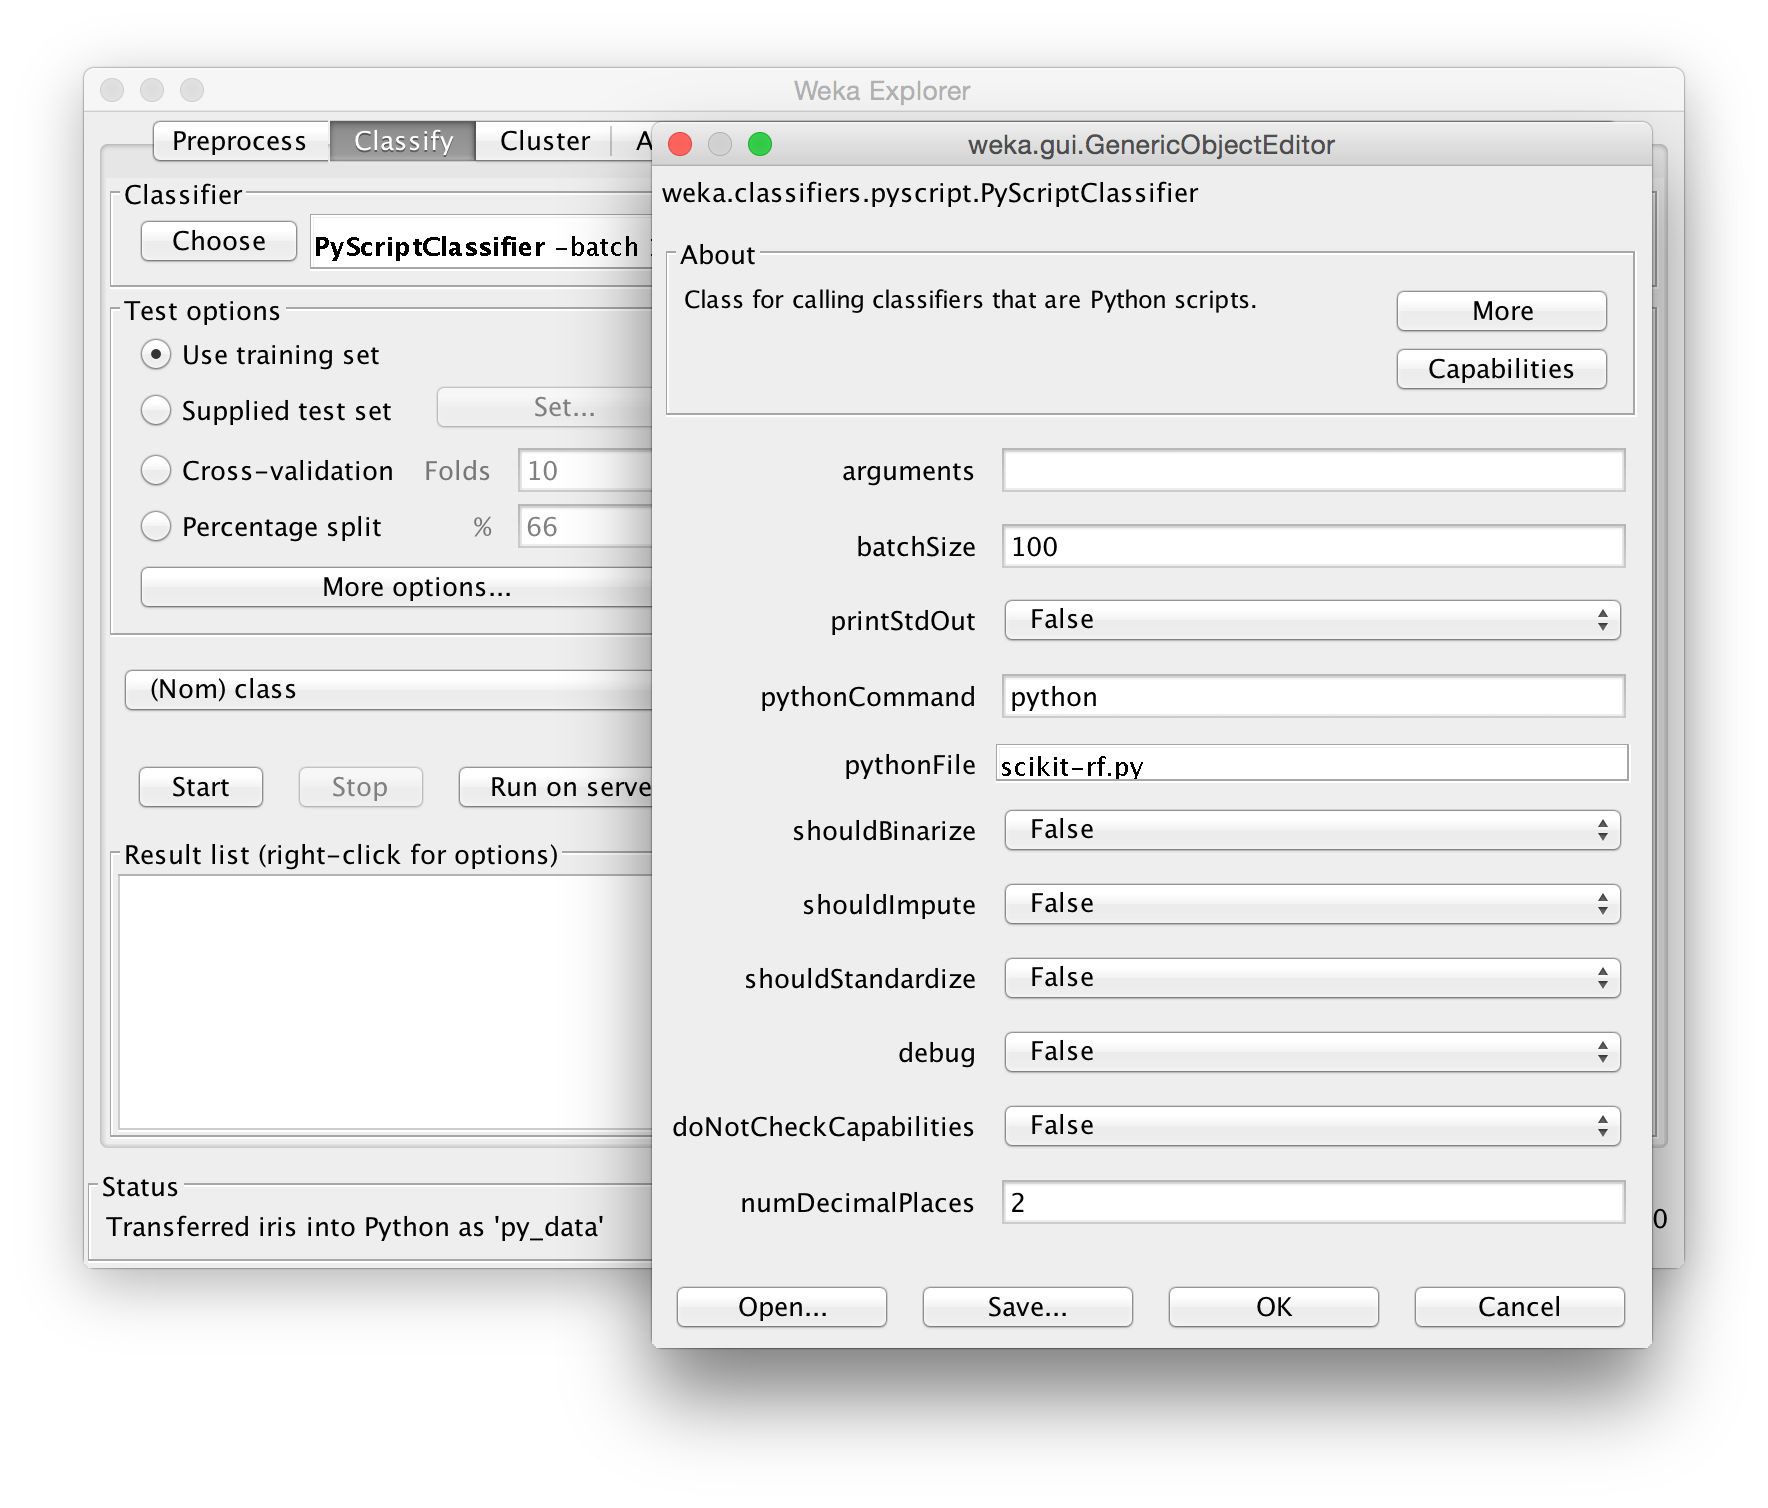 Weka Explorer
Preprocess
Classify
Cluster
Classifier
Choose
PyScriptClassifier -batch
Test options
Use training set
Supplied test set
Set...
Cross-validation
Folds
10
Percentage split
%
66
More options...
(Nom) class
Start
Stop
Run on serve
Result list (right-click for options)
Status
Transferred iris into Python as 'py_data'
0
weka.gui.GenericObjectEditor
weka.classifiers.pyscript.PyScriptClassifier
About
Class for calling classifiers that are Python scripts.
More
Capabilities
arguments
batchSize
100
printStdOut
False
pythonCommand
python
pythonFile
scikit-rf.py
shouldBinarize
False
shouldImpute
False
shouldStandardize
False
debug
False
doNotCheckCapabilities
False
numDecimalPlaces
2
Open...
Save...
OK
Cancel